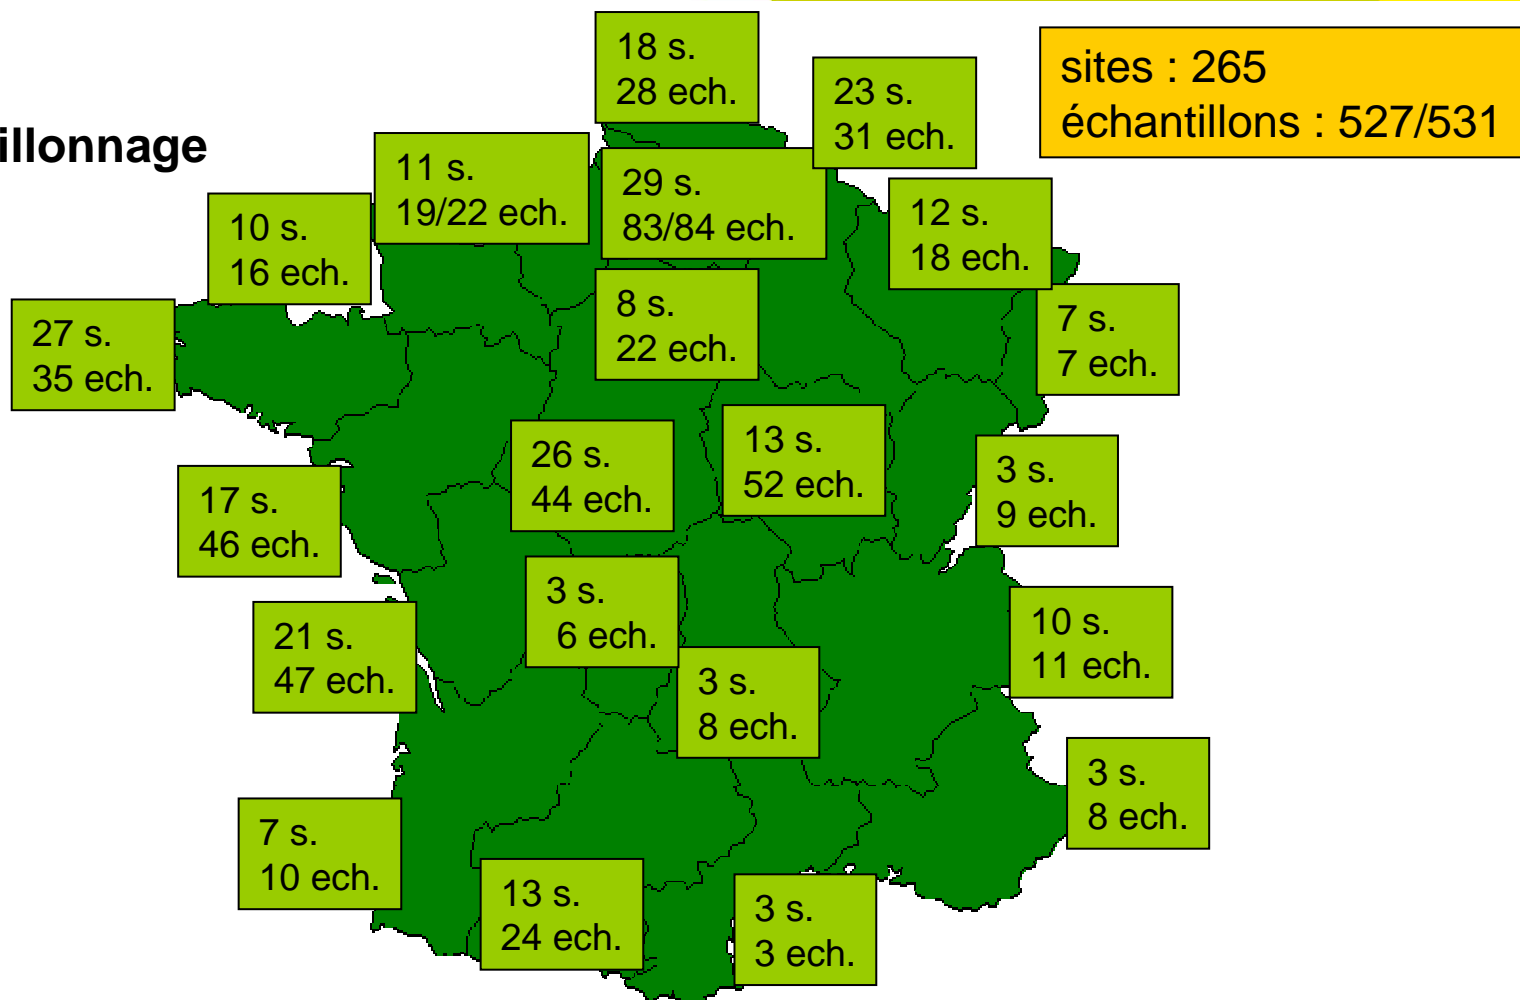 18 s.
28 ech.
sites : 265
échantillons : 527/531
23 s.
31 ech.
illonnage
11 s.
19/22 ech.
29 s.
83/84 ech.
10 s.
16 ech.
12 s.
18 ech.
8 s.
22 ech.
7 s.
7 ech.
27 s.
35 ech.
26 s.
44 ech.
13 s.
52 ech.
3 s.
9 ech.
17 s.
46 ech.
3 s.
6 ech.
10 s.
11 ech.
21 s.
47 ech.
3 s.
8 ech.
3 s.
8 ech.
7 s.
10 ech.
13 s.
24 ech.
3 s.
3 ech.